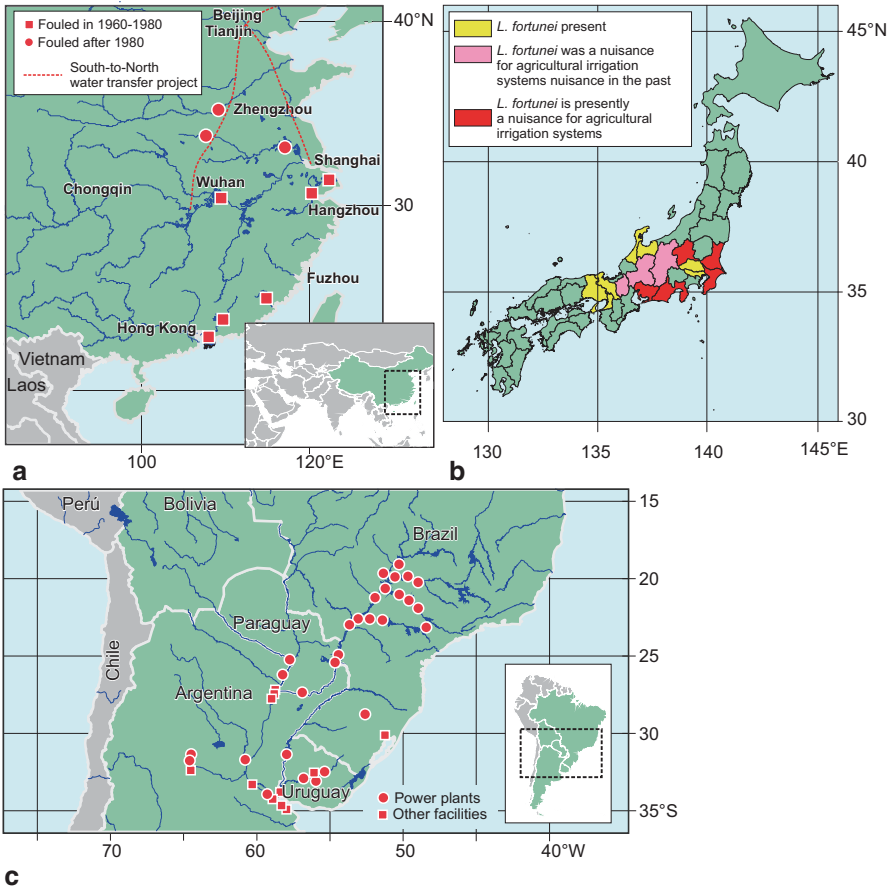 Fouled in 1960-1980
Fouled after 1980
South-to-North
water transfer project
Beijing
Tianjin
40°N
Zhengzhou
Shanghai
Chongqin
Wuhan
30
Hangzhou
Fuzhou
Hong Kong
Vietnam
Laos
100
120°E
a
L. fortunei present
L. fortunei was a nuisance
for agricultural irrigation
systems nuisance in the past
L. fortunei is presently
a nuisance for agricultural
irrigation systems
45°N
40
35
30
130
135
140
145°E
b
Perú
Bolivia
Brazil
Paraguay
Chile
Argentina
Uruguay
Power plants
Other facilities
15
20
25
30
35°S
70
60
50
40°W
c